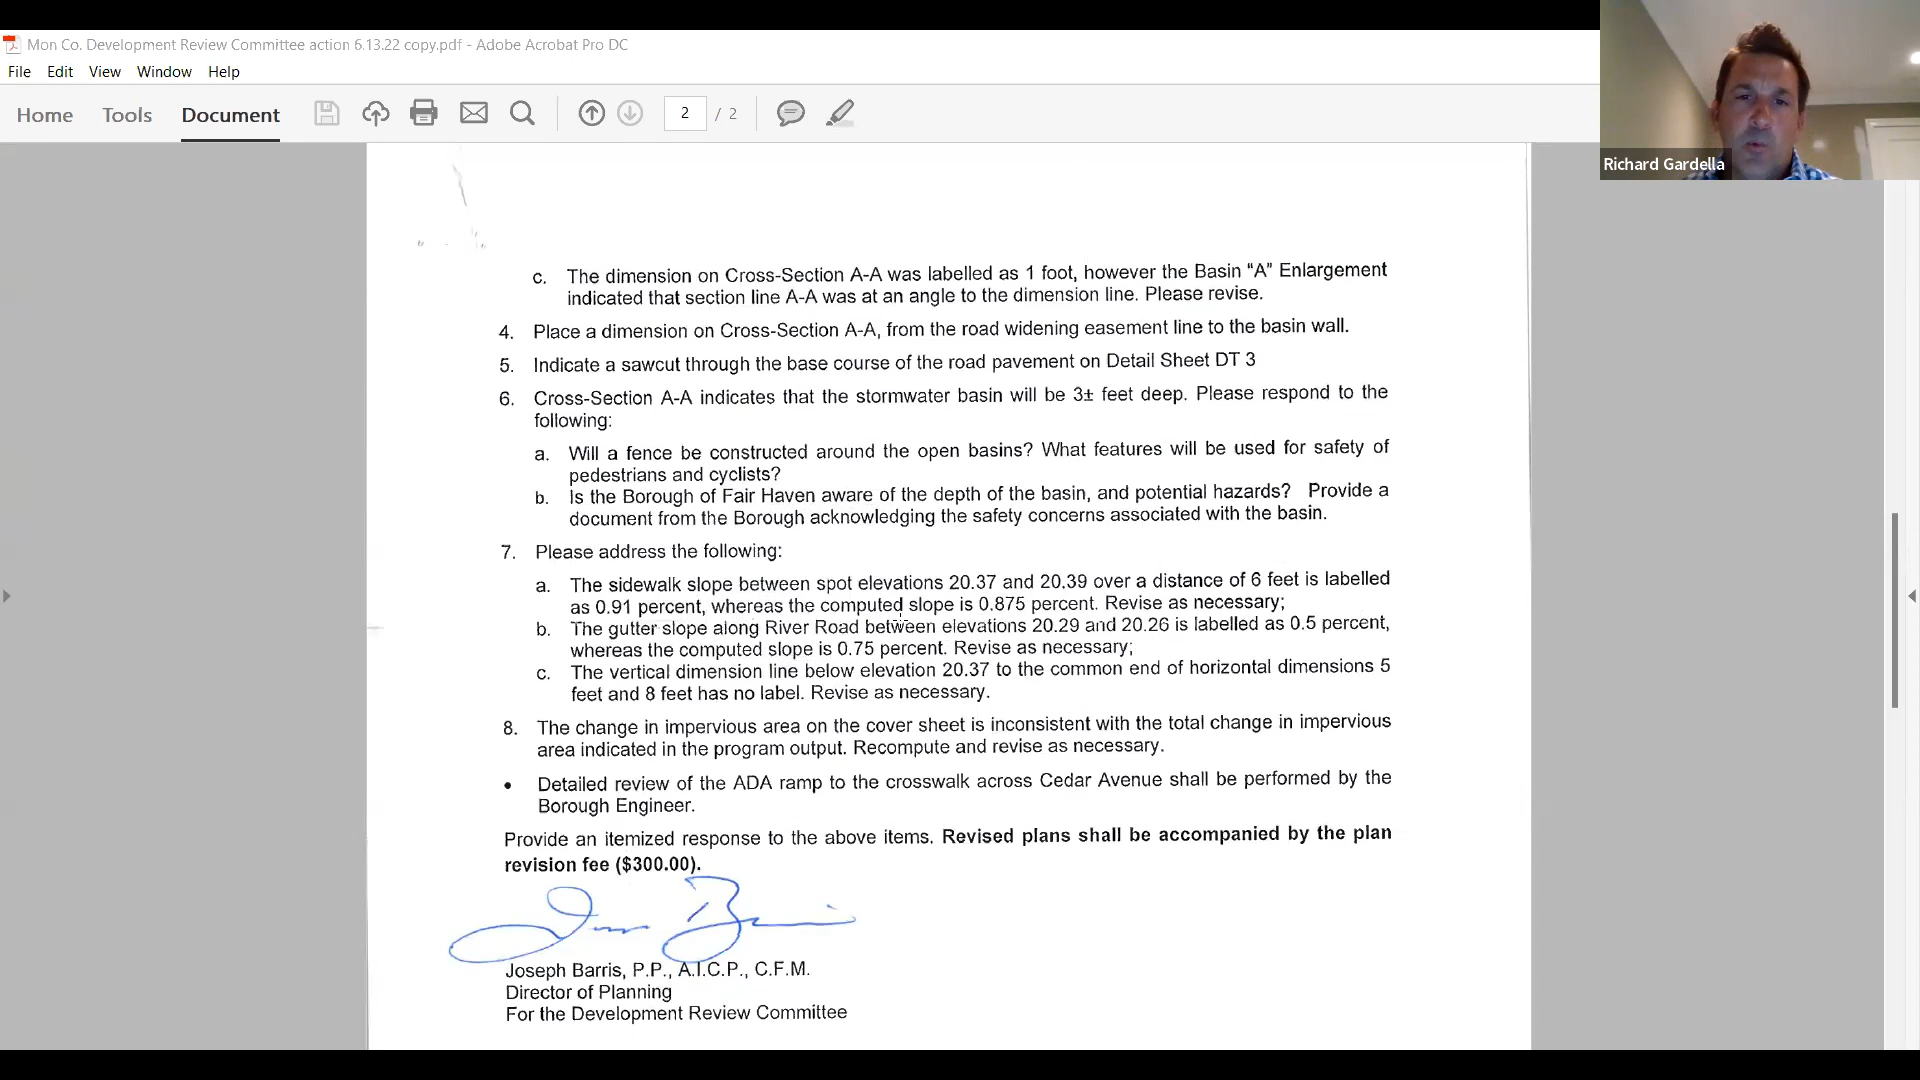 Mon Co. Development Review Committee action 6.13.22 copy.pdf - Adobe Acrobat Pro DC
File Edit View Window Help
Home Tools Document 2 / 2
Richard Gardella
c. The dimension on Cross-Section A-A was labelled as 1 foot, however the Basin “A” Enlargement
indicated that section line A-A was at an angle to the dimension line. Please revise.
4. Place a dimension on Cross-Section A-A, from the road widening easement line to the basin wall.
5. Indicate a sawcut through the base course of the road pavement on Detail Sheet DT 3
6. Cross-Section A-A indicates that the stormwater basin will be 3± feet deep. Please respond to the
following:
a. Will a fence be constructed around the open basins? What features will be used for safety of
pedestrians and cyclists?
b. Is the Borough of Fair Haven aware of the depth of the basin, and potential hazards? Provide a
document from the Borough acknowledging the safety concerns associated with the basin.
7. Please address the following:
a. The sidewalk slope between spot elevations 20.37 and 20.39 over a distance of 6 feet is labelled
as 0.91 percent, whereas the computed slope is 0.875 percent. Revise as necessary;
b. The gutter slope along River Road between elevations 20.29 and 20.26 is labelled as 0.5 percent,
whereas the computed slope is 0.75 percent. Revise as necessary;
c. The vertical dimension line below elevation 20.37 to the common end of horizontal dimensions 5
feet and 8 feet has no label. Revise as necessary.
8. The change in impervious area on the cover sheet is inconsistent with the total change in impervious
area indicated in the program output. Recompute and revise as necessary.
• Detailed review of the ADA ramp to the crosswalk across Cedar Avenue shall be performed by the
Borough Engineer.
Provide an itemized response to the above items. Revised plans shall be accompanied by the plan
revision fee ($300.00).
Joseph Barris, P.P., A.I.C.P., C.F.M.
Director of Planning
For the Development Review Committee